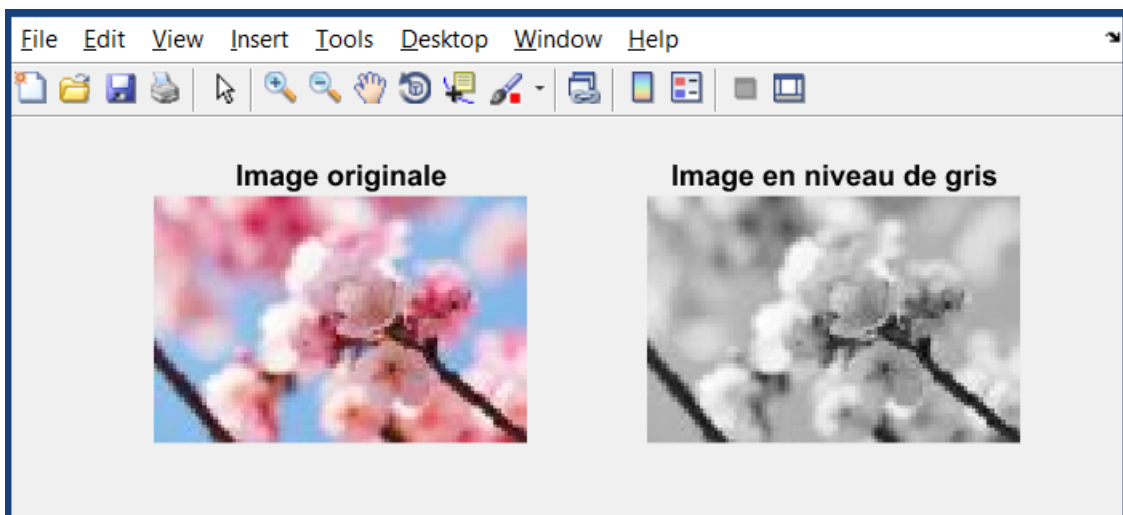 File Edit View Insert Tools Desktop Window Help
Image originale
Image en niveau de gris